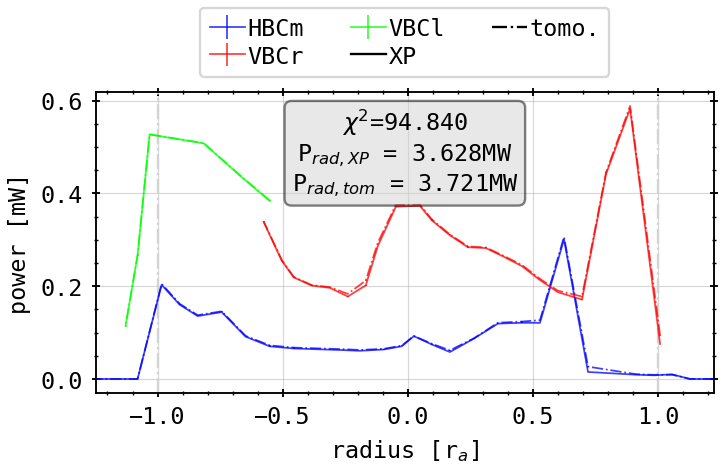 HBCm VBCl tomo.
VBCr XP
χ²=94.840
P_rad,XP = 3.628MW
P_rad,tom = 3.721MW
0.6
0.4
0.2
0.0
power [mW]
−1.0 −0.5 0.0 0.5 1.0
radius [r_a]